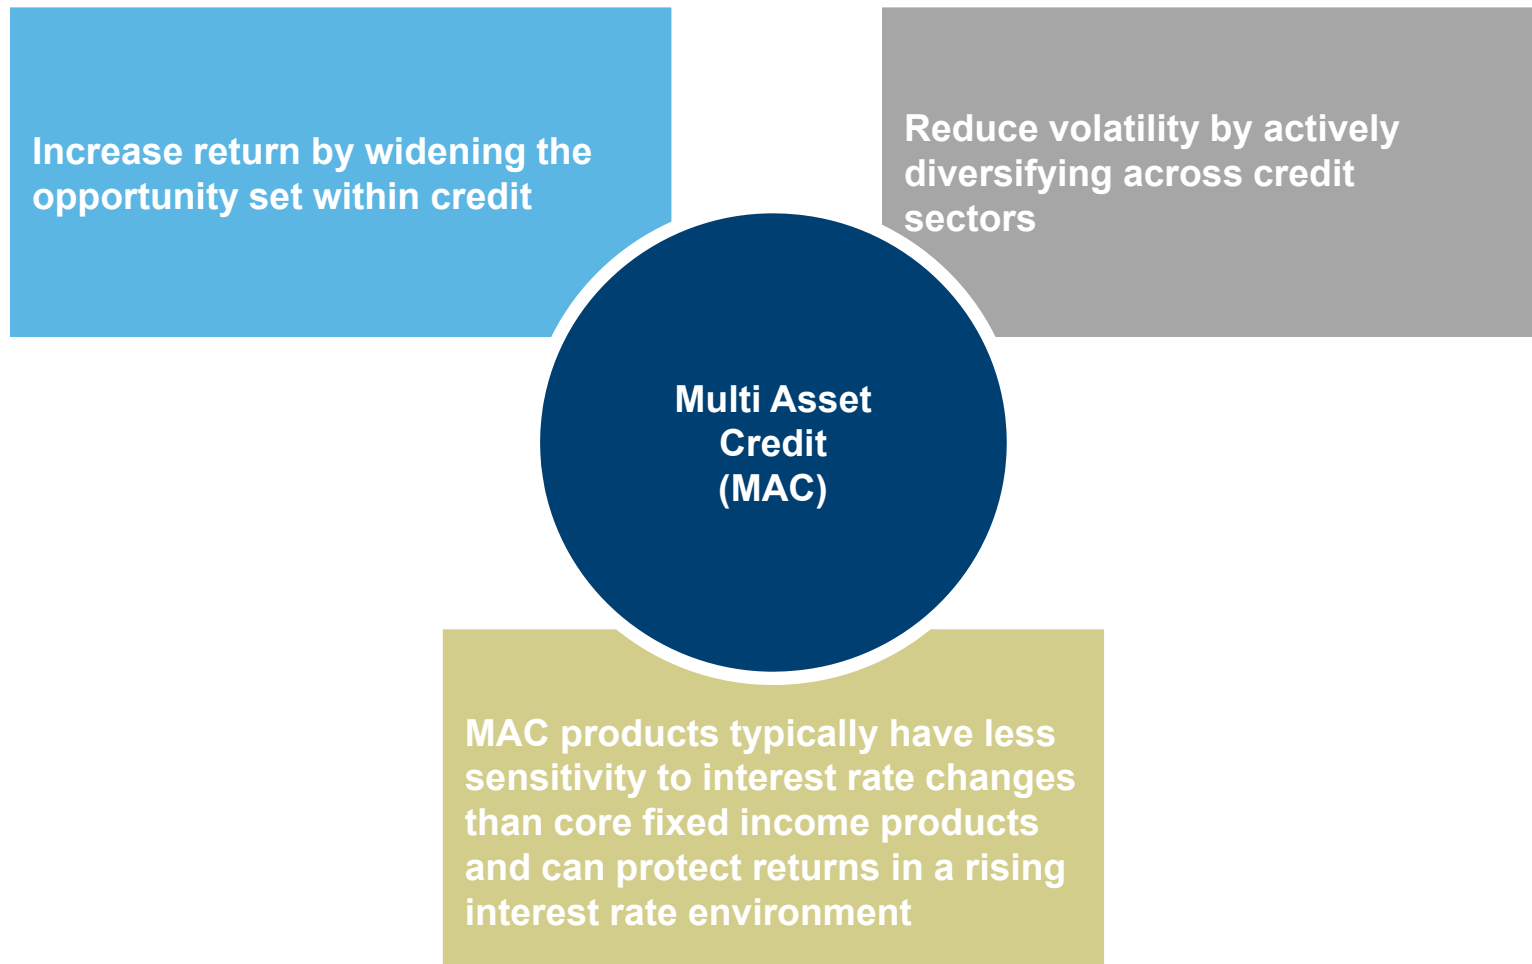 Increase return by widening the
opportunity set within credit
Reduce volatility by actively
diversifying across credit
sectors
Multi Asset
Credit
(MAC)
MAC products typically have less
sensitivity to interest rate changes
than core fixed income products
and can protect returns in a rising
interest rate environment